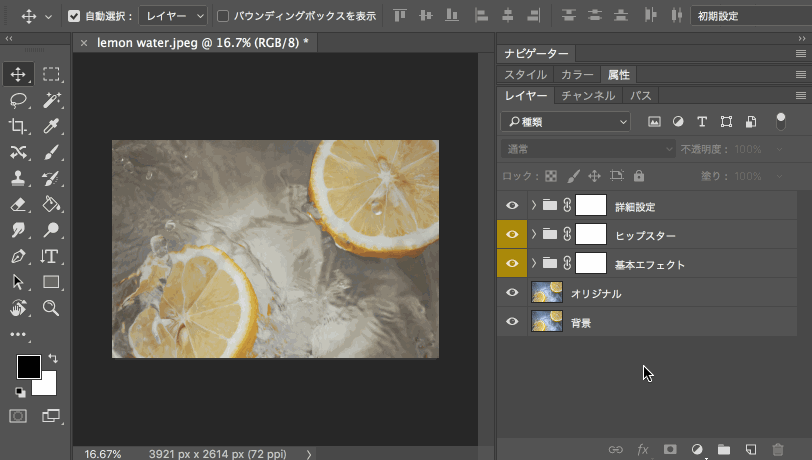 自動選択：
レイヤー
バウンディングボックスを表示
初期設定
lemon water.jpeg @ 16.7% (RGB/8) *
ナビゲーター
スタイル
カラー
属性
レイヤー
チャンネル
パス
種類
通常
不透明度：
100%
ロック：
塗り：
100%
詳細設定
ヒップスター
基本エフェクト
オリジナル
背景
16.67%
3921 px x 2614 px (72 ppi)
fx